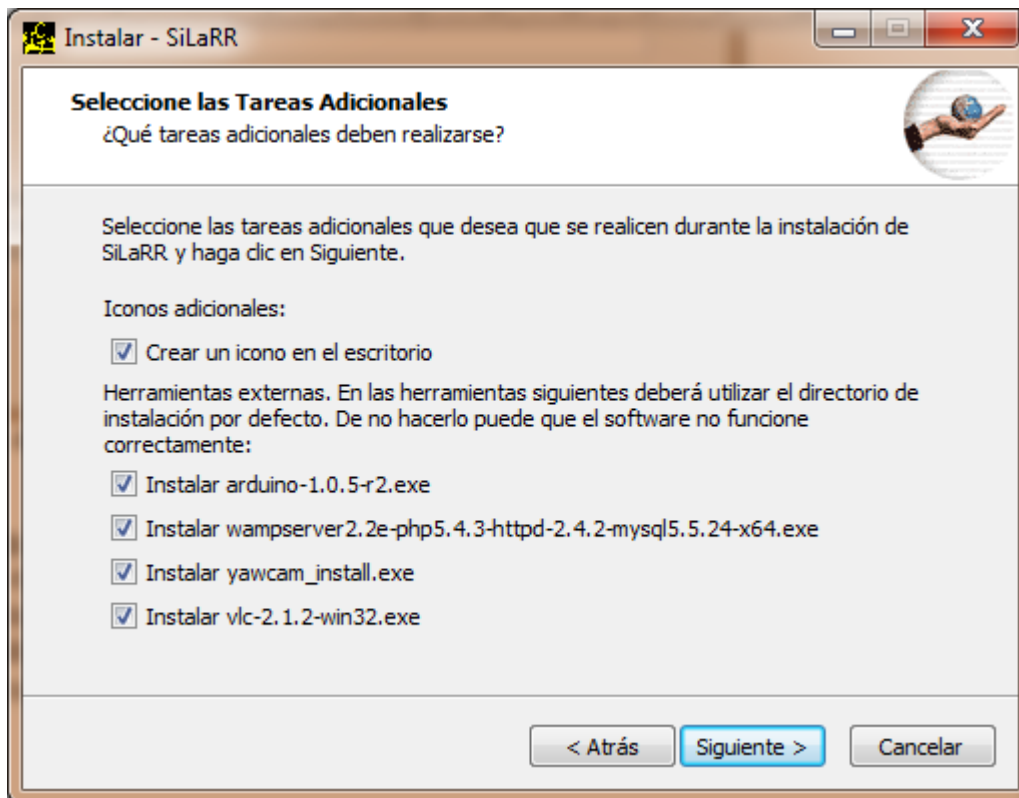 Instalar - SiLaRR
Seleccione las Tareas Adicionales
¿Qué tareas adicionales deben realizarse?
Seleccione las tareas adicionales que desea que se realicen durante la instalación de
SiLaRR y haga clic en Siguiente.
Iconos adicionales:
Crear un icono en el escritorio
Herramientas externas. En las herramientas siguientes deberá utilizar el directorio de
instalación por defecto. De no hacerlo puede que el software no funcione
correctamente:
Instalar arduino-1.0.5-r2.exe
Instalar wampserver2.2e-php5.4.3-httpd-2.4.2-mysql5.5.24-x64.exe
Instalar yawcam_install.exe
Instalar vlc-2.1.2-win32.exe
< Atrás
Siguiente >
Cancelar